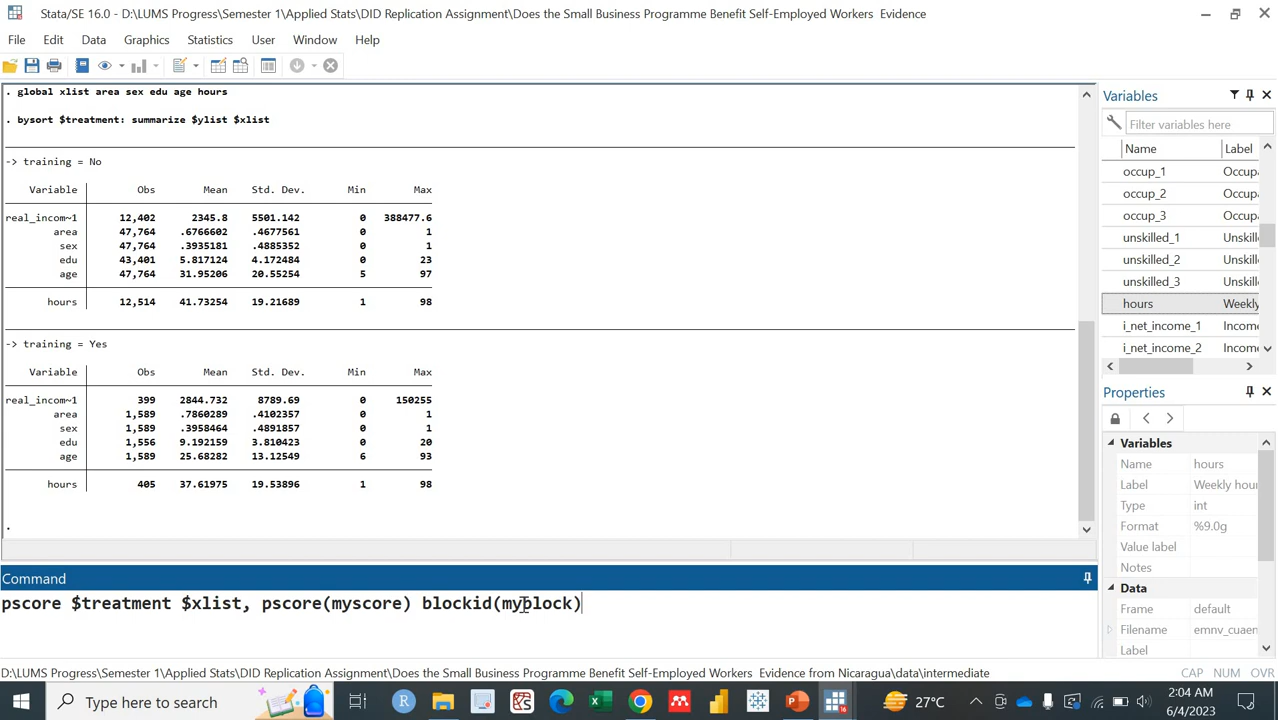 Stata/SE 16.0 - D:\LUMS Progress\Semester 1\Applied Stats\DID Replication Assignment\Does the Small Business Programme Benefit Self-Employed Workers  Evidence
File Edit Data Graphics Statistics User Window Help
. global xlist area sex edu age hours
. bysort $treatment: summarize $ylist $xlist
-> training = No
Variable Obs Mean Std. Dev. Min Max
real_incom~1 12,402 2345.8 5501.142 0 388477.6
area 47,764 .6766602 .4677561 0 1
sex 47,764 .3935181 .4885352 0 1
edu 43,401 5.817124 4.172484 0 23
age 47,764 31.95206 20.55254 5 97
hours 12,514 41.73254 19.21689 1 98
-> training = Yes
Variable Obs Mean Std. Dev. Min Max
real_incom~1 399 2844.732 8789.69 0 150255
area 1,589 .7860289 .4102357 0 1
sex 1,589 .3958464 .4891857 0 1
edu 1,556 9.192159 3.810423 0 20
age 1,589 25.68282 13.12549 6 93
hours 405 37.61975 19.53896 1 98
.
Command
pscore $treatment $xlist, pscore(myscore) blockid(myblock)
Variables
Filter variables here
Name Label
occup_1 Occupa
occup_2 Occupa
occup_3 Occupa
unskilled_1 Unskille
unskilled_2 Unskille
unskilled_3 Unskille
hours Weekly
i_net_income_1 Income
i_net_income_2 Income
Properties
Variables
Name hours
Label Weekly hour
Type int
Format %9.0g
Value label
Notes
Data
Frame default
Filename emnv_cuaen
Label
D:\LUMS Progress\Semester 1\Applied Stats\DID Replication Assignment\Does the Small Business Programme Benefit Self-Employed Workers  Evidence from Nicaragua\data\intermediate
CAP NUM OVR
Type here to search
27°C
2:04 AM
6/4/2023